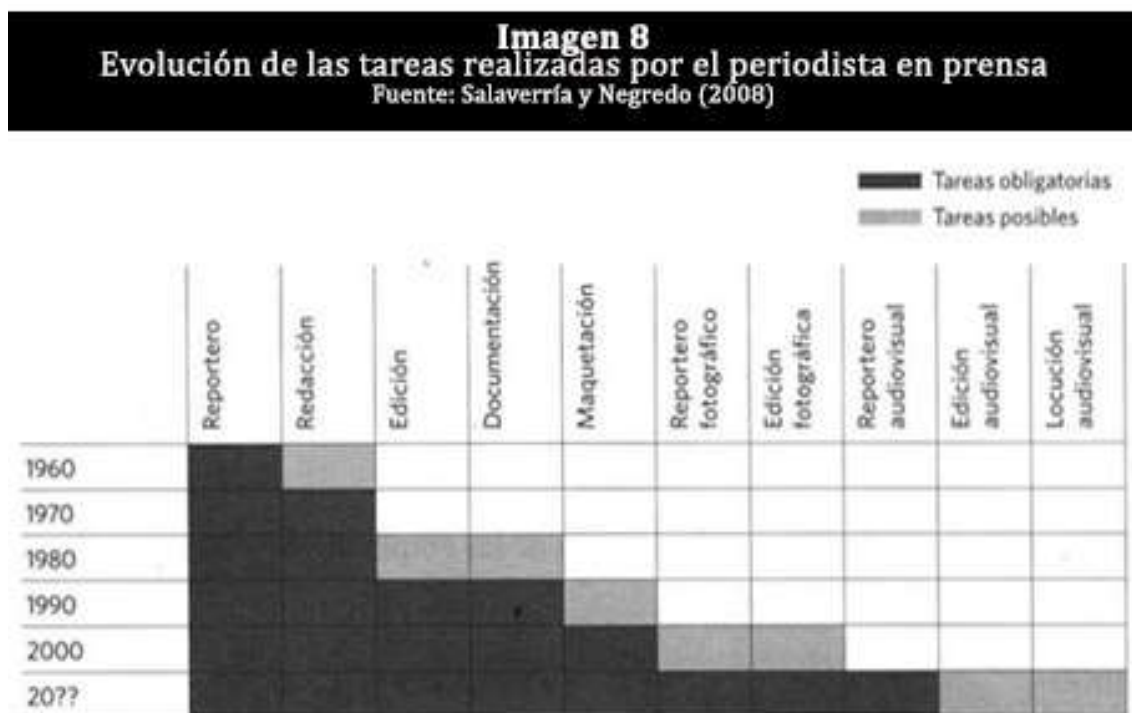 Imagen 8
Evolución de las tareas realizadas por el periodista en prensa
Fuente: Salaverría y Negredo (2008)
Tareas obligatorias
Tareas posibles
Reportero
Redacción
Edición
Documentación
Maquetación
Reportero
fotográfico
Edición
fotográfica
Reportero
audiovisual
Edición
audiovisual
Locución
audiovisual
1960
1970
1980
1990
2000
20??